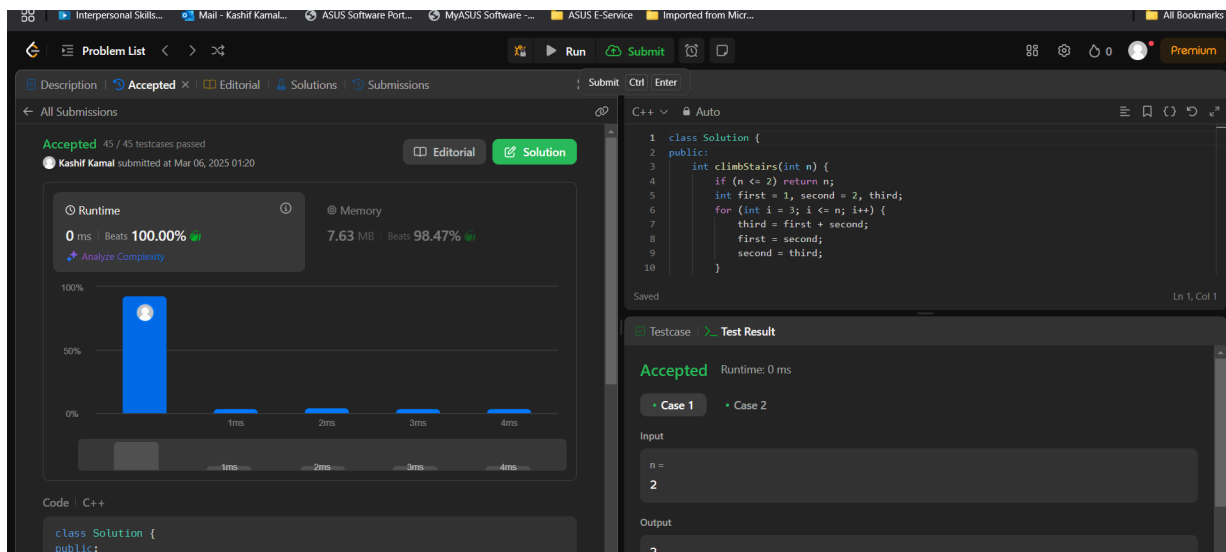 Interpersonal Skills... Mail - Kashif Kamal... ASUS Software Port... MyASUS Software -... ASUS E-Service Imported from Micr... All Bookmarks
Problem List Run Submit 0 Premium
Description Accepted Editorial Solutions Submissions
Submit Ctrl Enter
All Submissions
Accepted 45 / 45 testcases passed
Kashif Kamal submitted at Mar 06, 2025 01:20
Editorial Solution
Runtime
0 ms Beats 100.00%
Analyze Complexity
Memory
7.63 MB Beats 98.47%
100%
50%
0%
1ms 2ms 3ms 4ms
1ms 2ms 3ms 4ms
Code C++
class Solution {
public:
C++ Auto
1 class Solution {
2 public:
3 int climbStairs(int n) {
4 if (n <= 2) return n;
5 int first = 1, second = 2, third;
6 for (int i = 3; i <= n; i++) {
7 third = first + second;
8 first = second;
9 second = third;
10 }
Saved Ln 1, Col 1
Testcase >_ Test Result
Accepted Runtime: 0 ms
• Case 1 • Case 2
Input
n =
2
Output
2